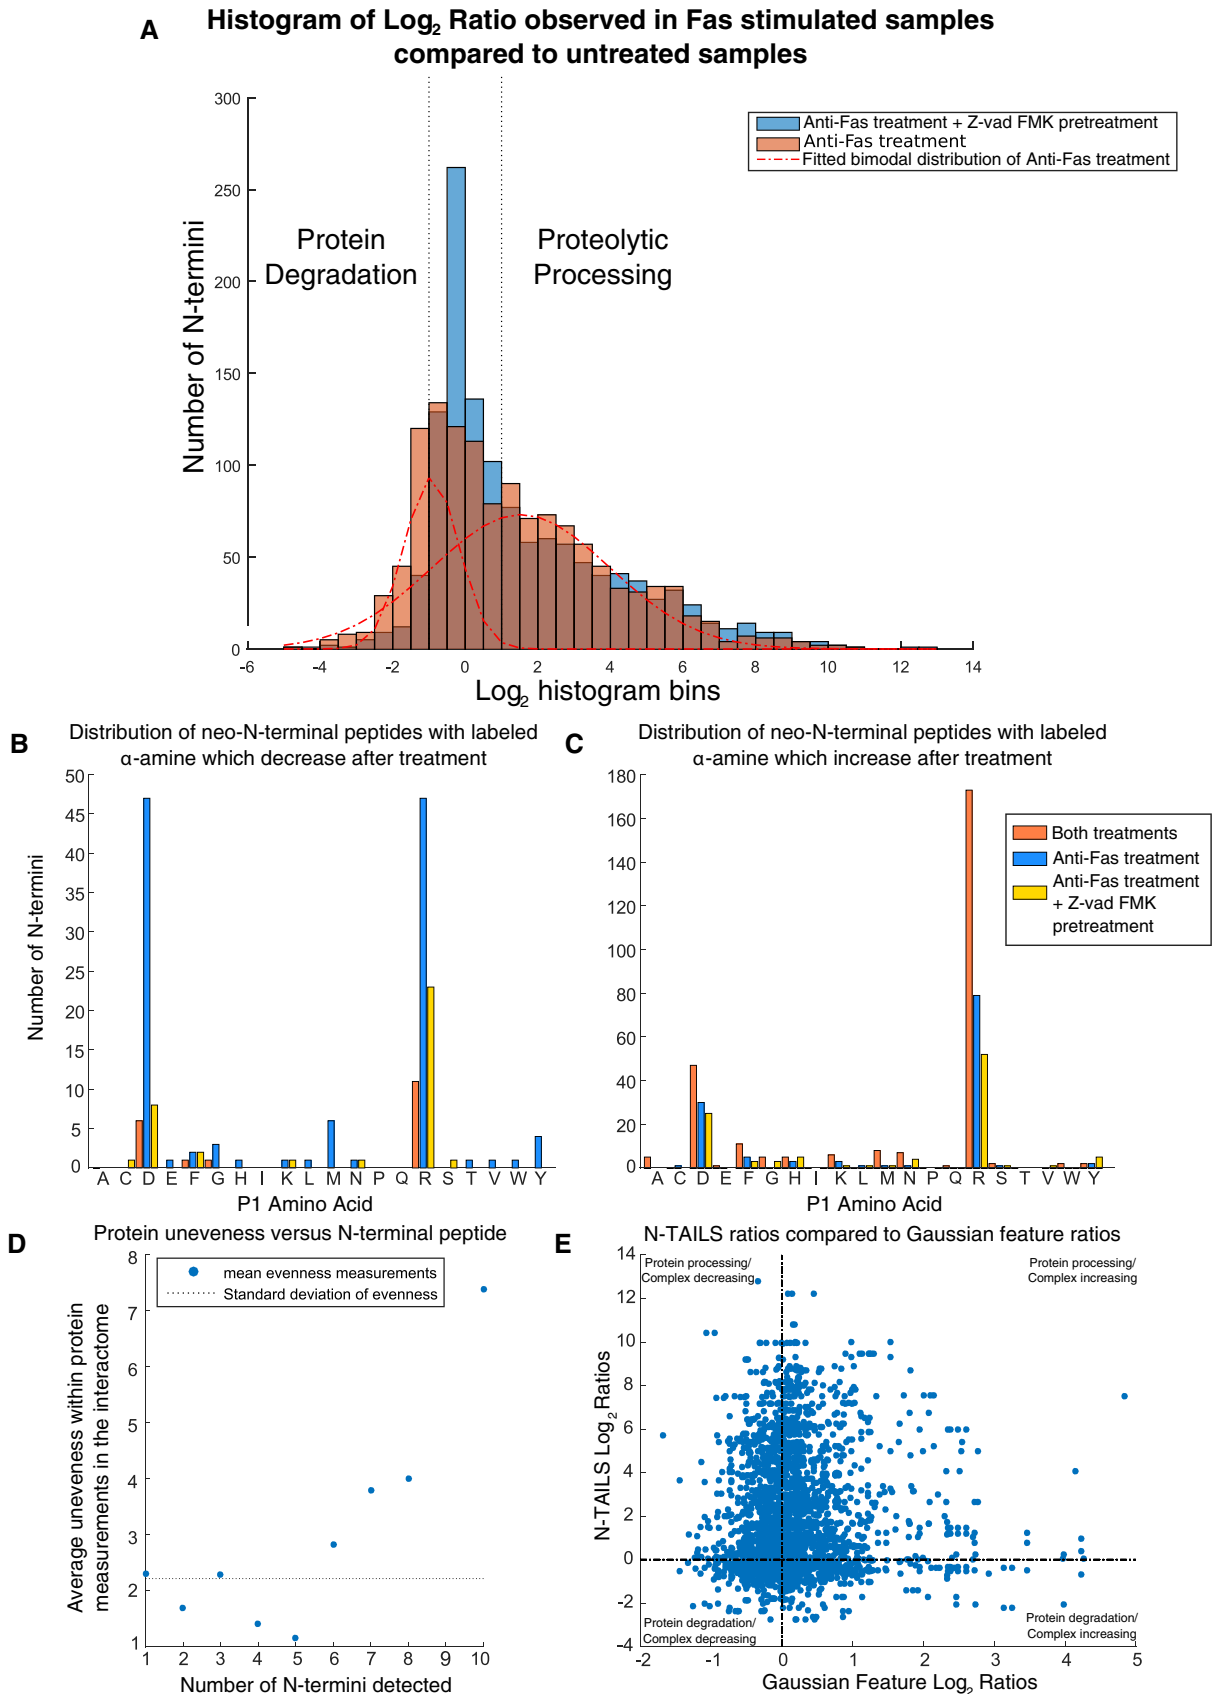 A
Histogram of Log2 Ratio observed in Fas stimulated samples
compared to untreated samples
300
250
200
150
100
50
0
Number of N-termini
Anti-Fas treatment + Z-vad FMK pretreatment
Anti-Fas treatment
Fitted bimodal distribution of Anti-Fas treatment
Protein
Degradation
Proteolytic
Processing
-6 -4 -2 0 2 4 6 8 10 12 14
Log2 histogram bins
B
Distribution of neo-N-terminal peptides with labeled
α-amine which decrease after treatment
50
45
40
35
30
25
20
15
10
5
0
Number of N-termini
A C D E F G H I K L M N P Q R S T V W Y
P1 Amino Acid
C
Distribution of neo-N-terminal peptides with labeled
α-amine which increase after treatment
180
160
140
120
100
80
60
40
20
0
Both treatments
Anti-Fas treatment
Anti-Fas treatment
+ Z-vad FMK
pretreatment
A C D E F G H I K L M N P Q R S T V W Y
P1 Amino Acid
D
Protein uneveness versus N-terminal peptide
8
7
6
5
4
3
2
1
Average uneveness within protein
measurements in the interactome
mean evenness measurements
Standard deviation of evenness
1 2 3 4 5 6 7 8 9 10
Number of N-termini detected
E
N-TAILS ratios compared to Gaussian feature ratios
14
12
10
8
6
4
2
0
-2
-4
N-TAILS Log2 Ratios
Protein processing/
Complex decreasing
Protein processing/
Complex increasing
Protein degradation/
Complex decreasing
Protein degradation/
Complex increasing
-2 -1 0 1 2 3 4 5
Gaussian Feature Log2 Ratios